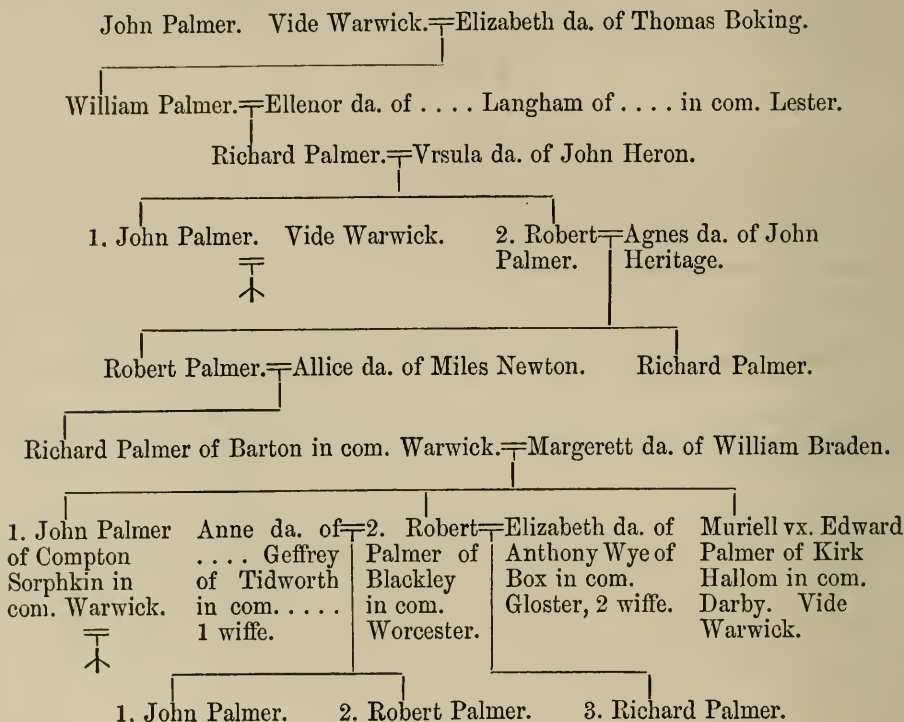 John Palmer. Vide Warwick.=Elizabeth da. of Thomas Boking.
William Palmer.=Ellenor da. of . . . . Langham of . . . . in com. Lester.
Richard Palmer.=Vrsula da. of John Heron.
1. John Palmer. Vide Warwick.
2. Robert=Agnes da. of John
Palmer. Heritage.
Robert Palmer.=Allice da. of Miles Newton.
Richard Palmer.
Richard Palmer of Barton in com. Warwick.=Margerett da. of William Braden.
1. John Palmer
of Compton
Sorphkin in
com. Warwick.
Anne da. of=
. . . . Geffrey
of Tidworth
in com. . . . .
1 wiffe.
2. Robert=
Palmer of
Blackley
in com.
Worcester.
Elizabeth da. of
Anthony Wye of
Box in com.
Gloster, 2 wiffe.
Muriell vx. Edward
Palmer of Kirk
Hallom in com.
Darby. Vide
Warwick.
1. John Palmer. 2. Robert Palmer. 3. Richard Palmer.